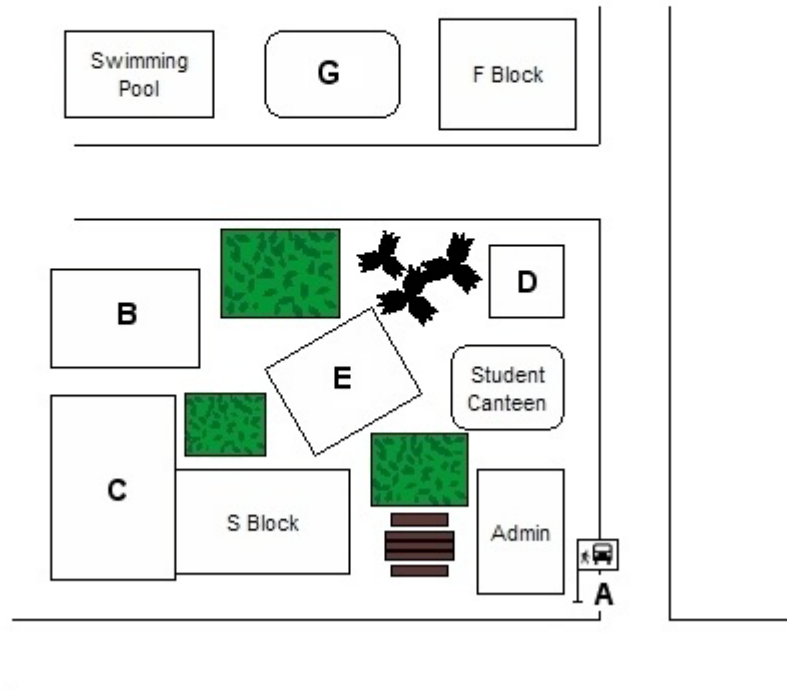 Swimming
Pool
G
F Block
B
D
E
Student
Canteen
C
S Block
Admin
A